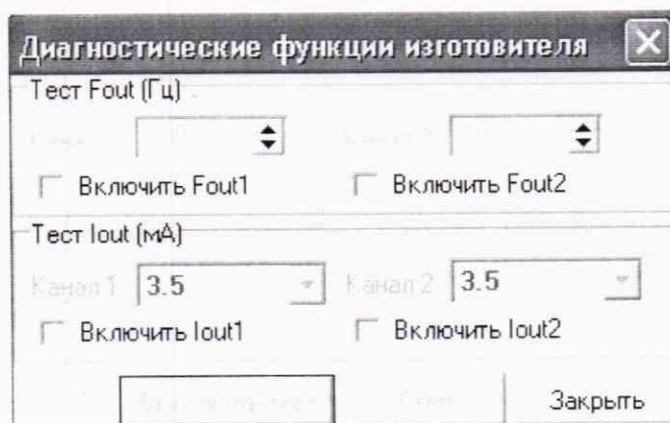 Диагностические функции изготовителя
Тест Fout (Гц)
Включить Fout1 Включить Fout2
Тест Iout (мА)
Канал 1 3.5 Канал 2 3.5
Включить Iout1 Включить Iout2
Закрыть